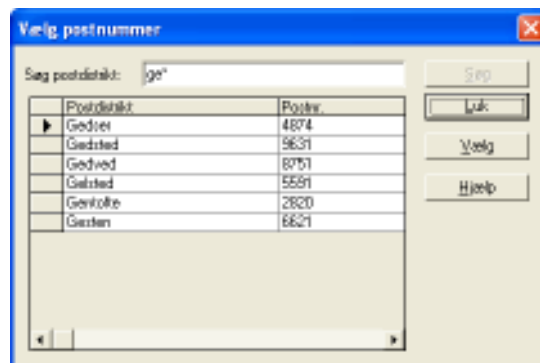 Vælg postnummer
Søg postdistrikt: ge*
Søg
Postdistrikt Postnr.
Luk
Gedser 4874
Gedsted 9631
Vælg
Gedved 8751
Gelsted 5591
Hjælp
Gentofte 2820
Gesten 6621